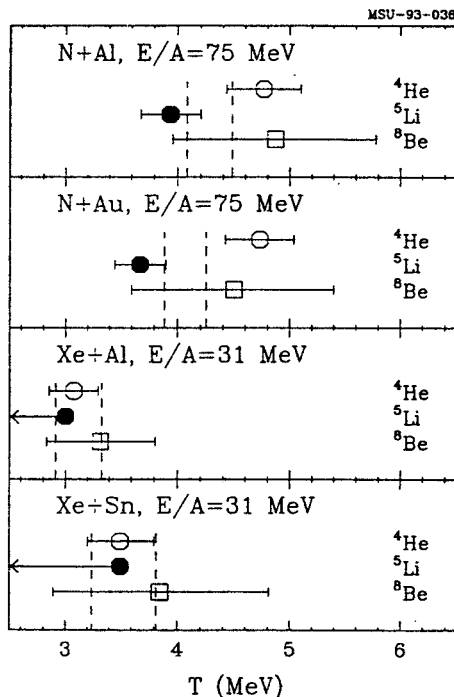 MSU-93-036
N+Al, E/A=75 MeV
⁴He
⁵Li
⁸Be
N+Au, E/A=75 MeV
⁴He
⁵Li
⁸Be
Xe+Al, E/A=31 MeV
⁴He
⁵Li
⁸Be
Xe+Sn, E/A=31 MeV
⁴He
⁵Li
⁸Be
3 4 5 6
T (MeV)